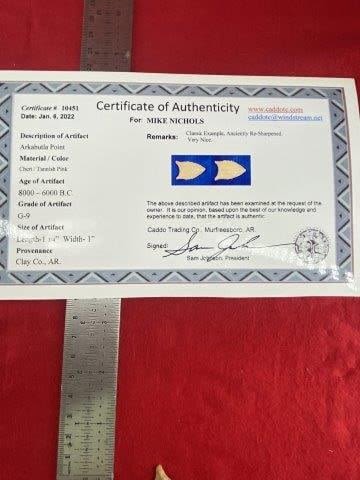 Certificate # 10451
Date: Jan. 6, 2022
Certificate of Authenticity
For: MIKE NICHOLS
www.caddotc.com
caddotc@windstream.net
Description of Artifact
Arkabutla Point
Material / Color
Chert / Tannish Pink
Age of Artifact
8000 – 6000 B.C.
Grade of Artifact
G-9
Size of Artifact
Length-1 ¼" Width- 1"
Provenance
Clay Co., AR.
Remarks: Classic Example, Anciently Re-Sharpened.
Very Nice.
The above described artifact has been examined at the request of the
owner. It is our opinion, based upon the best of our knowledge and
experience to date, that the artifact is authentic.
Caddo Trading Co., Murfreesboro, AR.
Signed:
Sam Johnson, President